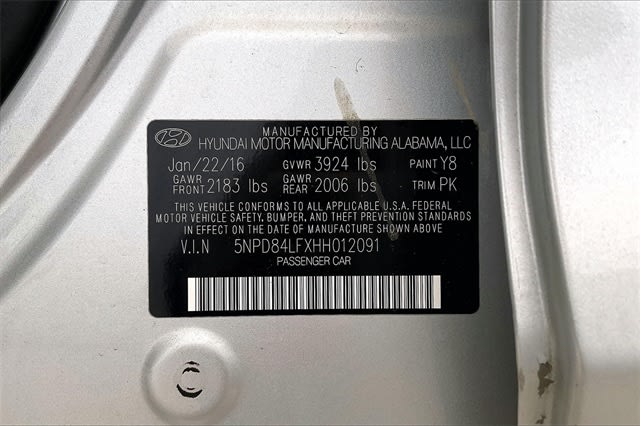 MANUFACTURED BY
HYUNDAI MOTOR MANUFACTURING ALABAMA, LLC
Jan/22/16 GVWR 3924 lbs PAINT Y8
GAWR FRONT 2183 lbs GAWR REAR 2006 lbs TRIM PK
THIS VEHICLE CONFORMS TO ALL APPLICABLE U.S.A. FEDERAL
MOTOR VEHICLE SAFETY, BUMPER, AND THEFT PREVENTION STANDARDS
IN EFFECT ON THE DATE OF MANUFACTURE SHOWN ABOVE.
V.I.N 5NPD84LFXHH012091
PASSENGER CAR